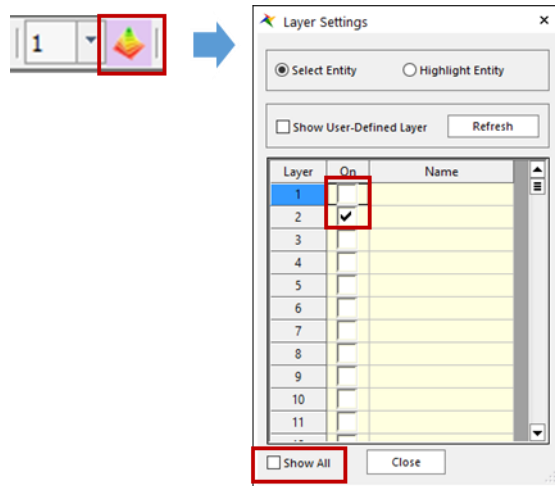 1
Layer Settings
Select Entity Highlight Entity
Show User-Defined Layer Refresh
Layer On Name
1
2
3
4
5
6
7
8
9
10
11
Show All Close